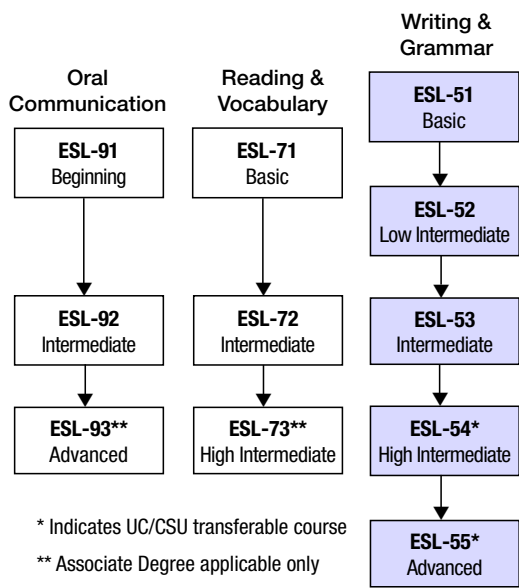 Oral
Communication
ESL-91
Beginning
ESL-92
Intermediate
ESL-93**
Advanced
Reading &
Vocabulary
ESL-71
Basic
ESL-72
Intermediate
ESL-73**
High Intermediate
Writing &
Grammar
ESL-51
Basic
ESL-52
Low Intermediate
ESL-53
Intermediate
ESL-54*
High Intermediate
ESL-55*
Advanced
* Indicates UC/CSU transferable course
** Associate Degree applicable only